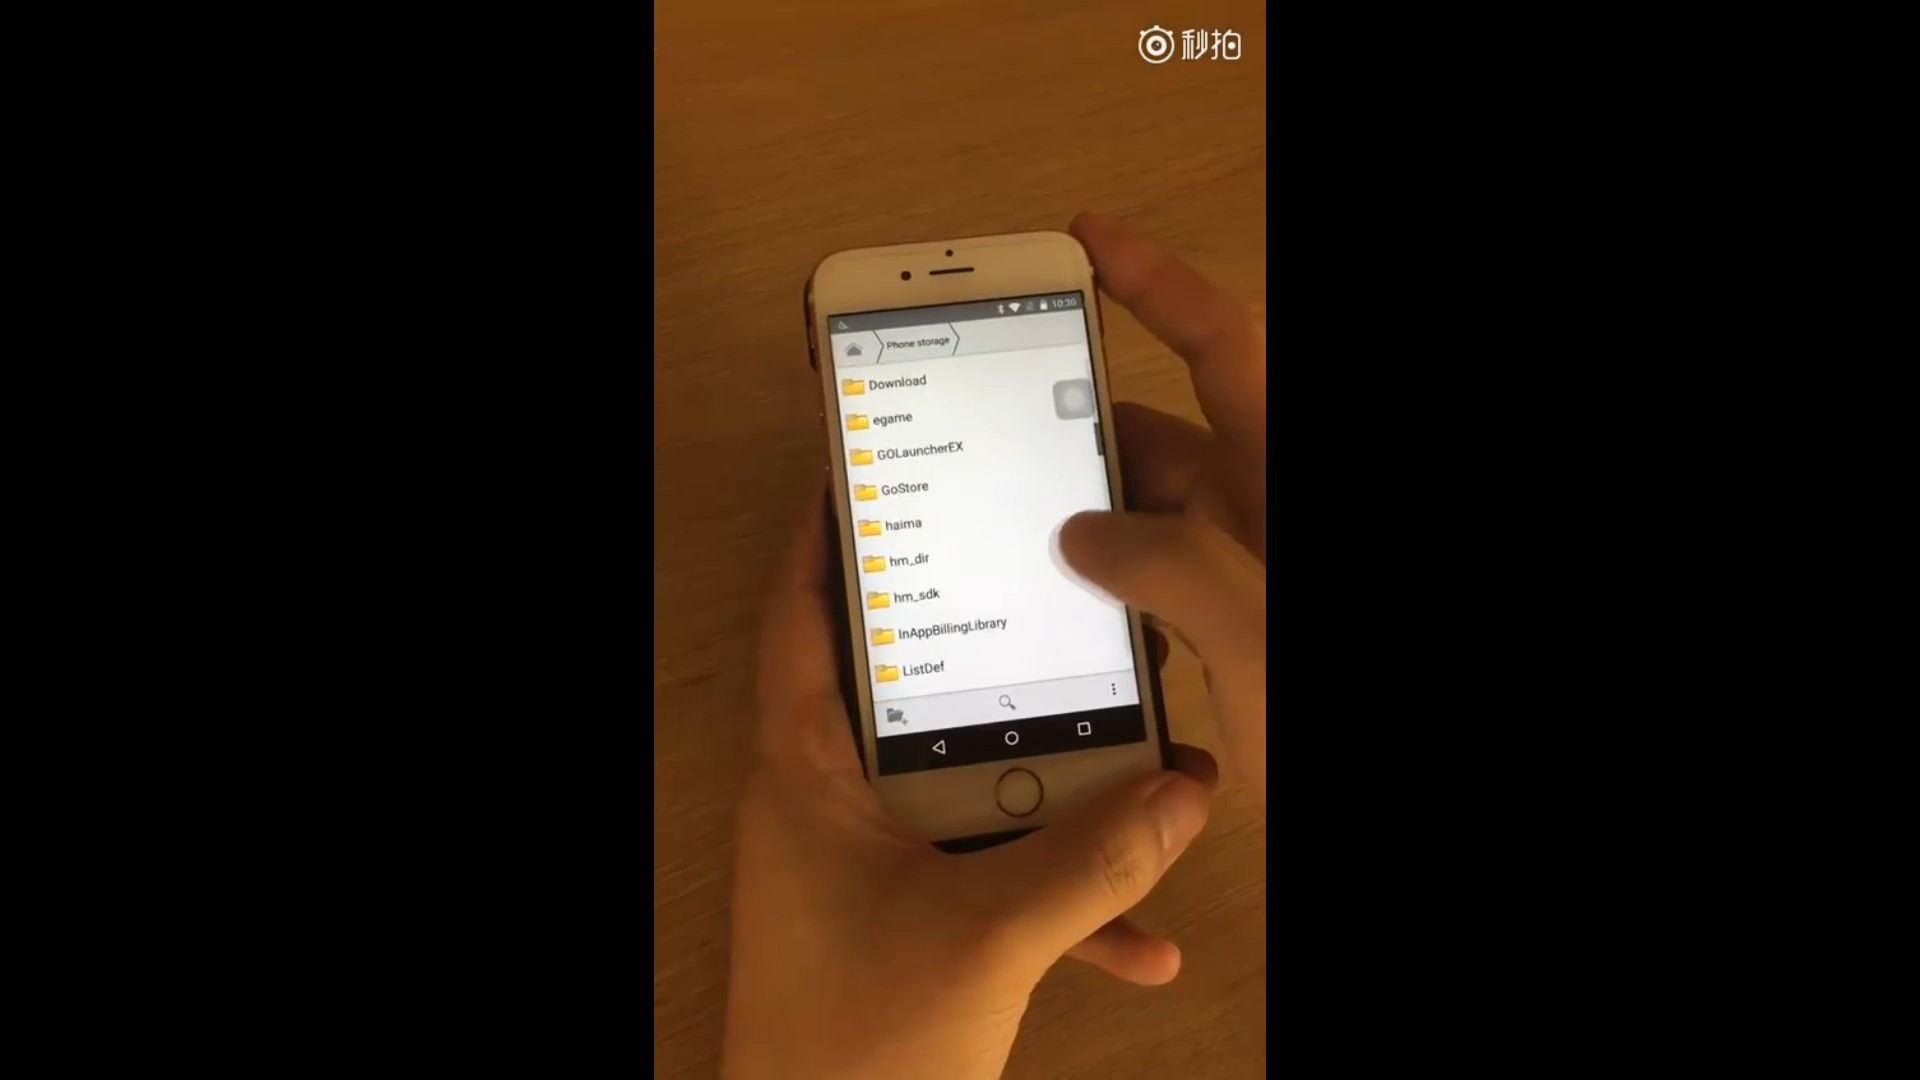 秒拍
10:30
Phone storage
Download
egame
GOLauncherEX
GoStore
haima
hm_dir
hm_sdk
InAppBillingLibrary
ListDef